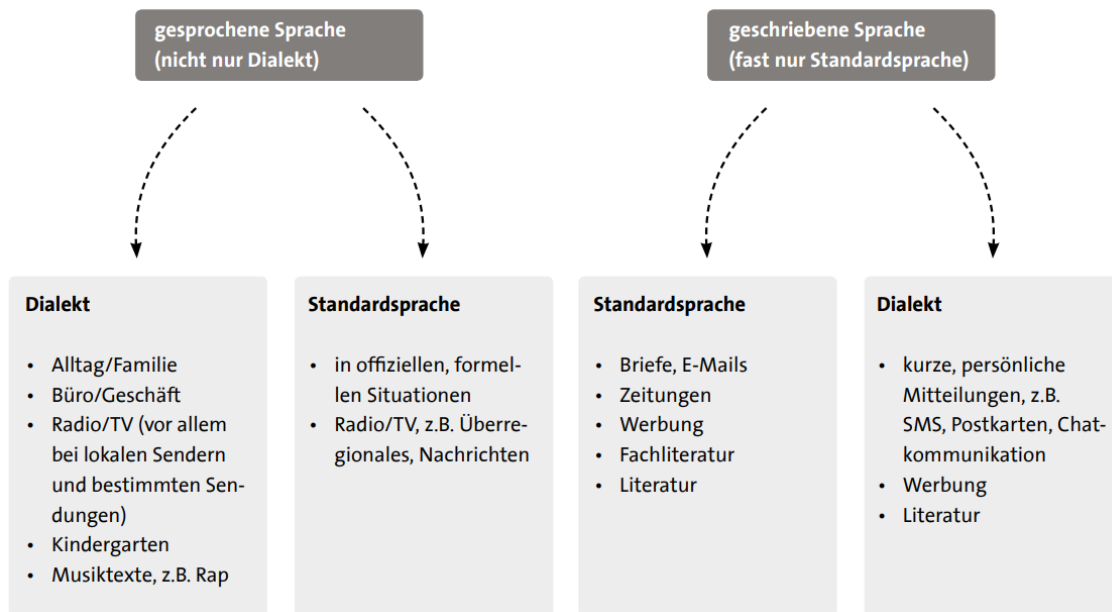 gesprochene Sprache
(nicht nur Dialekt)
geschriebene Sprache
(fast nur Standardsprache)
Dialekt
• Alltag/Familie
• Büro/Geschäft
• Radio/TV (vor allem
bei lokalen Sendern
und bestimmten Sen-
dungen)
• Kindergarten
• Musiktexte, z.B. Rap
Standardsprache
• in offiziellen, formel-
len Situationen
• Radio/TV, z.B. Überre-
gionales, Nachrichten
Standardsprache
• Briefe, E-Mails
• Zeitungen
• Werbung
• Fachliteratur
• Literatur
Dialekt
• kurze, persönliche
Mitteilungen, z.B.
SMS, Postkarten, Chat-
kommunikation
• Werbung
• Literatur